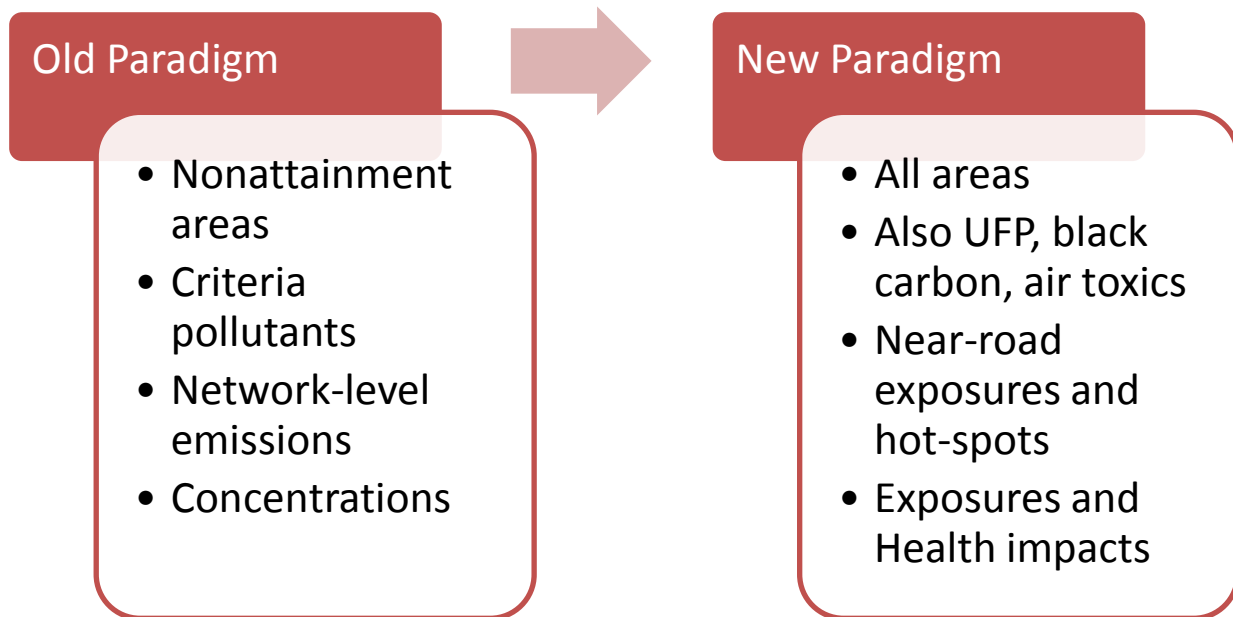 Old Paradigm
• Nonattainment
areas
• Criteria
pollutants
• Network-level
emissions
• Concentrations
New Paradigm
• All areas
• Also UFP, black
carbon, air toxics
• Near-road
exposures and
hot-spots
• Exposures and
Health impacts